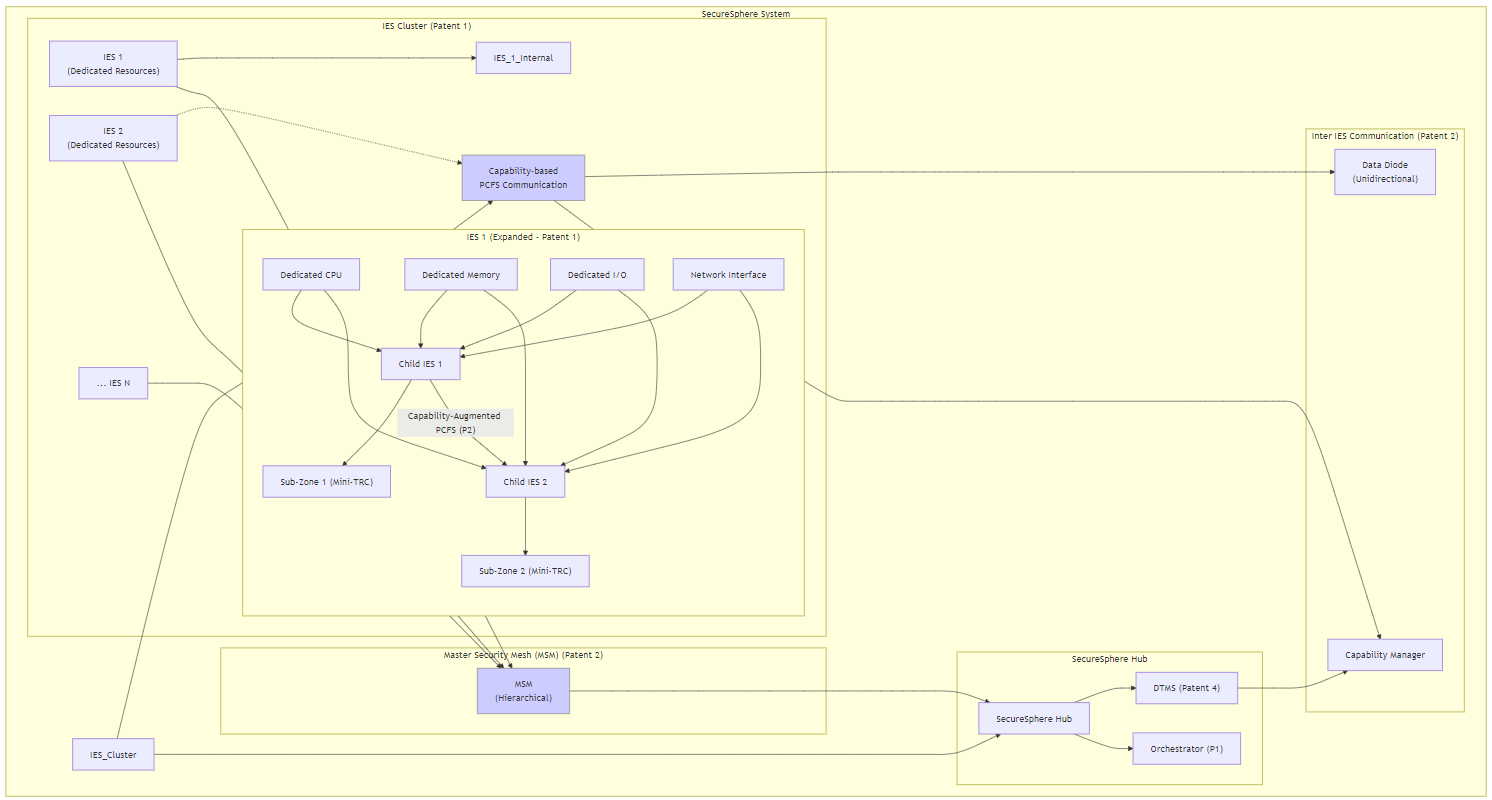 SecureSphere System
IES Cluster (Patent 1)
IES 1
(Dedicated Resources)
IES_1_Internal
IES 2
(Dedicated Resources)
Inter IES Communication (Patent 2)
Data Diode
(Unidirectional)
Capability-based
PCFS Communication
IES 1 (Expanded - Patent 1)
Dedicated CPU
Dedicated Memory
Dedicated I/O
Network Interface
Child IES 1
... IES N
Capability-Augmented
PCFS (P2)
Sub-Zone 1 (Mini-TRC)
Child IES 2
Sub-Zone 2 (Mini-TRC)
Master Security Mesh (MSM) (Patent 2)
MSM
(Hierarchical)
SecureSphere Hub
Capability Manager
DTMS (Patent 4)
SecureSphere Hub
Orchestrator (P1)
IES_Cluster